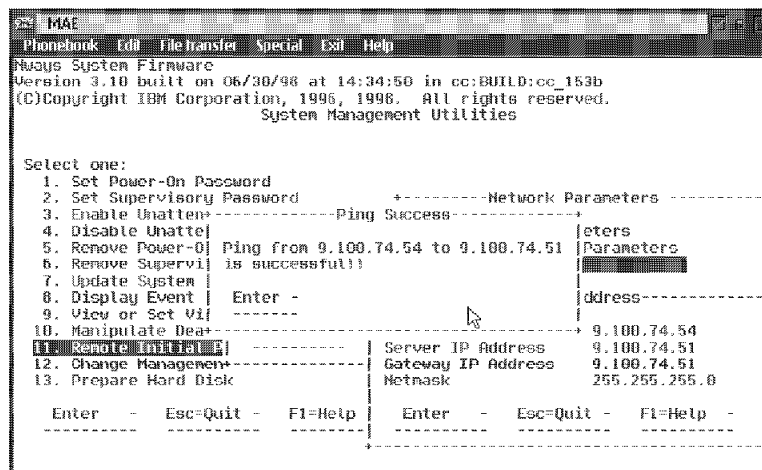 MAE
Phonebook Edit File transfer Special Exit Help
Nways System Firmware
Version 3.10 built on 06/30/98 at 14:34:50 in cc:BUILD:cc_153b
(C)Copyright IBM Corporation, 1996, 1998. All rights reserved.
System Management Utilities
Select one:
1. Set Power-On Password
2. Set Supervisory Password
Network Parameters
3. Enable Unatten
Ping Success
4. Disable Unatte
eters
5. Remove Power-O
Ping from 9.100.74.54 to 9.100.74.51
Parameters
6. Remove Supervi
is successful!!
7. Update System
8. Display Event
Enter -
ddress
9. View or Set Vi
10. Manipulate Dea
9.100.74.54
11. Remote Initial P
Server IP Address 9.100.74.51
12. Change Managemen
Gateway IP Address 9.100.74.51
13. Prepare Hard Disk
Netmask 255.255.255.0
Enter - Esc=Quit - F1=Help
Enter - Esc=Quit - F1=Help -